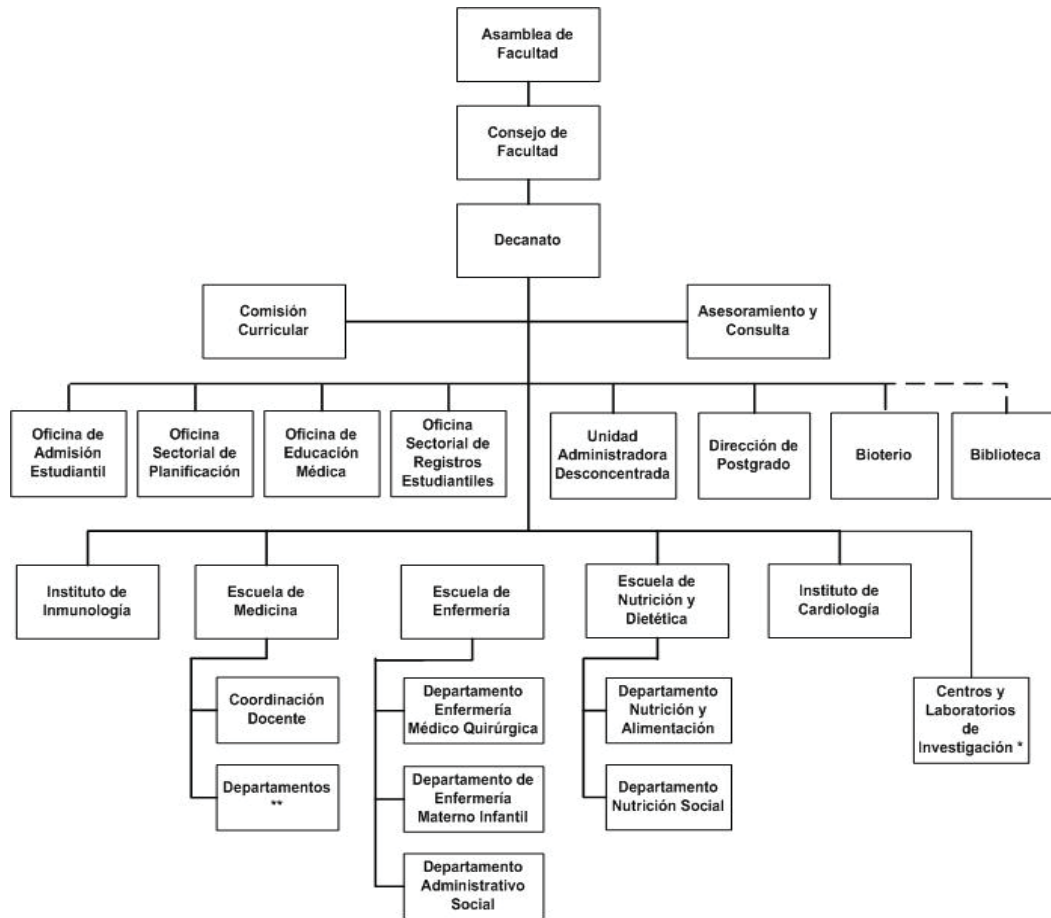 Asamblea de
Facultad
Consejo de
Facultad
Decanato
Comisión
Curricular
Asesoramiento y
Consulta
Oficina de
Admisión
Estudiantil
Oficina
Sectorial de
Planificación
Oficina de
Educación
Médica
Oficina
Sectorial de
Registros
Estudiantiles
Unidad
Administradora
Desconcentrada
Dirección de
Postgrado
Bioterio
Biblioteca
Instituto de
Inmunología
Escuela de
Medicina
Escuela de
Enfermería
Escuela de
Nutrición y
Dietética
Instituto de
Cardiología
Coordinación
Docente
Departamentos
**
Departamento
Enfermería
Médico Quirúrgica
Departamento de
Enfermería
Materno Infantil
Departamento
Administrativo
Social
Departamento
Nutrición y
Alimentación
Departamento
Nutrición Social
Centros y
Laboratorios
de
Investigación *